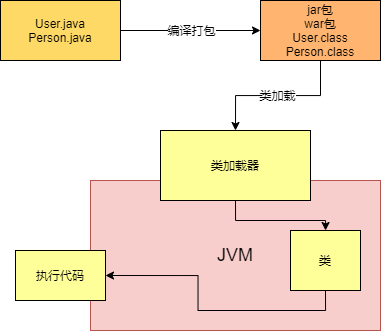 User.java
Person.java
编译打包
jar包
war包
User.class
Person.class
类加载
类加载器
JVM
类
执行代码